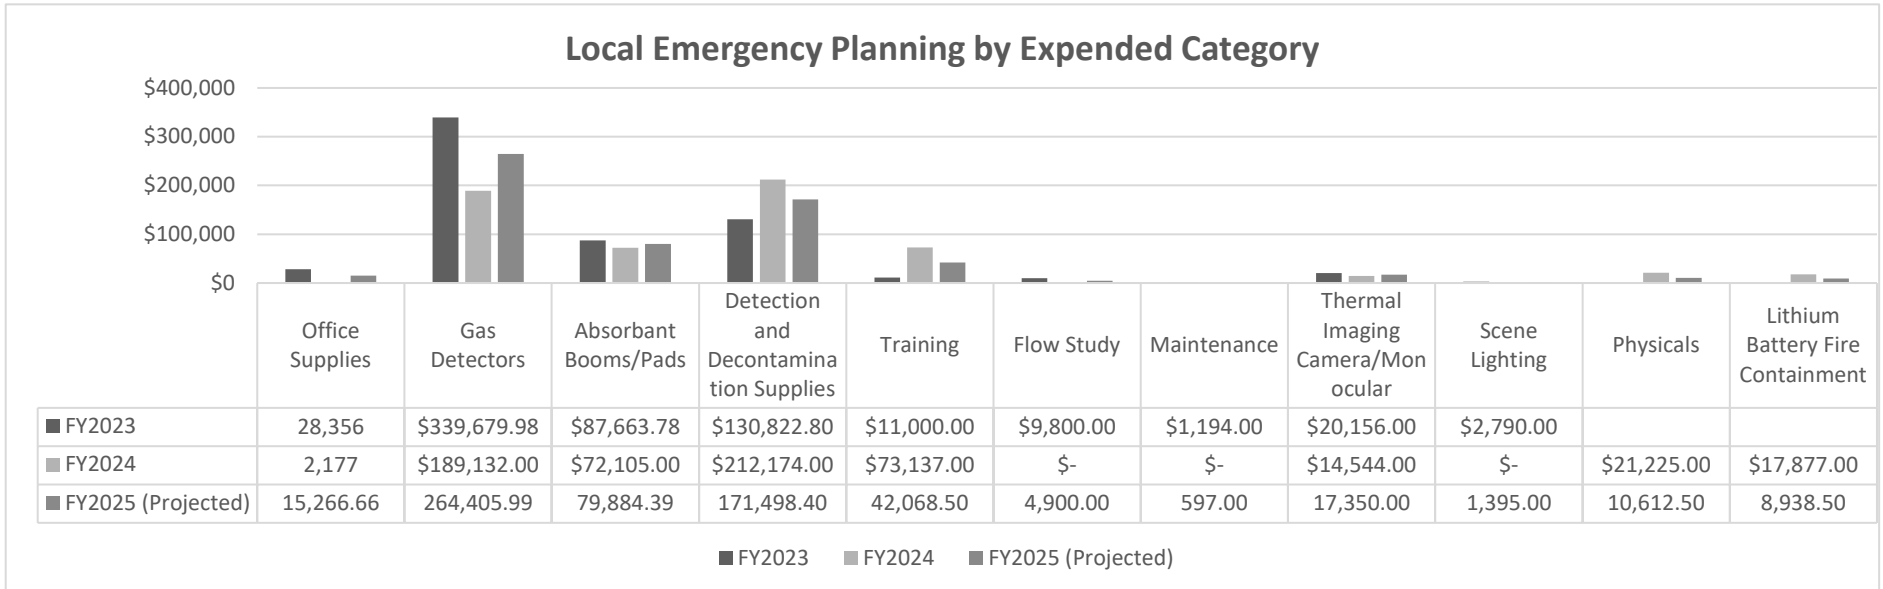 Local Emergency Planning by Expended Category
$400,000
$300,000
$200,000
$100,000
$0
Office
Supplies
Gas
Detectors
Absorbant
Booms/Pads
Detection
and
Decontamina
tion Supplies
Training
Flow Study
Maintenance
Thermal
Imaging
Camera/Mon
ocular
Scene
Lighting
Physicals
Lithium
Battery Fire
Containment
FY2023 28,356 $339,679.98 $87,663.78 $130,822.80 $11,000.00 $9,800.00 $1,194.00 $20,156.00 $2,790.00
FY2024 2,177 $189,132.00 $72,105.00 $212,174.00 $73,137.00 $- $- $14,544.00 $- $21,225.00 $17,877.00
FY2025 (Projected) 15,266.66 264,405.99 79,884.39 171,498.40 42,068.50 4,900.00 597.00 17,350.00 1,395.00 10,612.50 8,938.50
FY2023 FY2024 FY2025 (Projected)